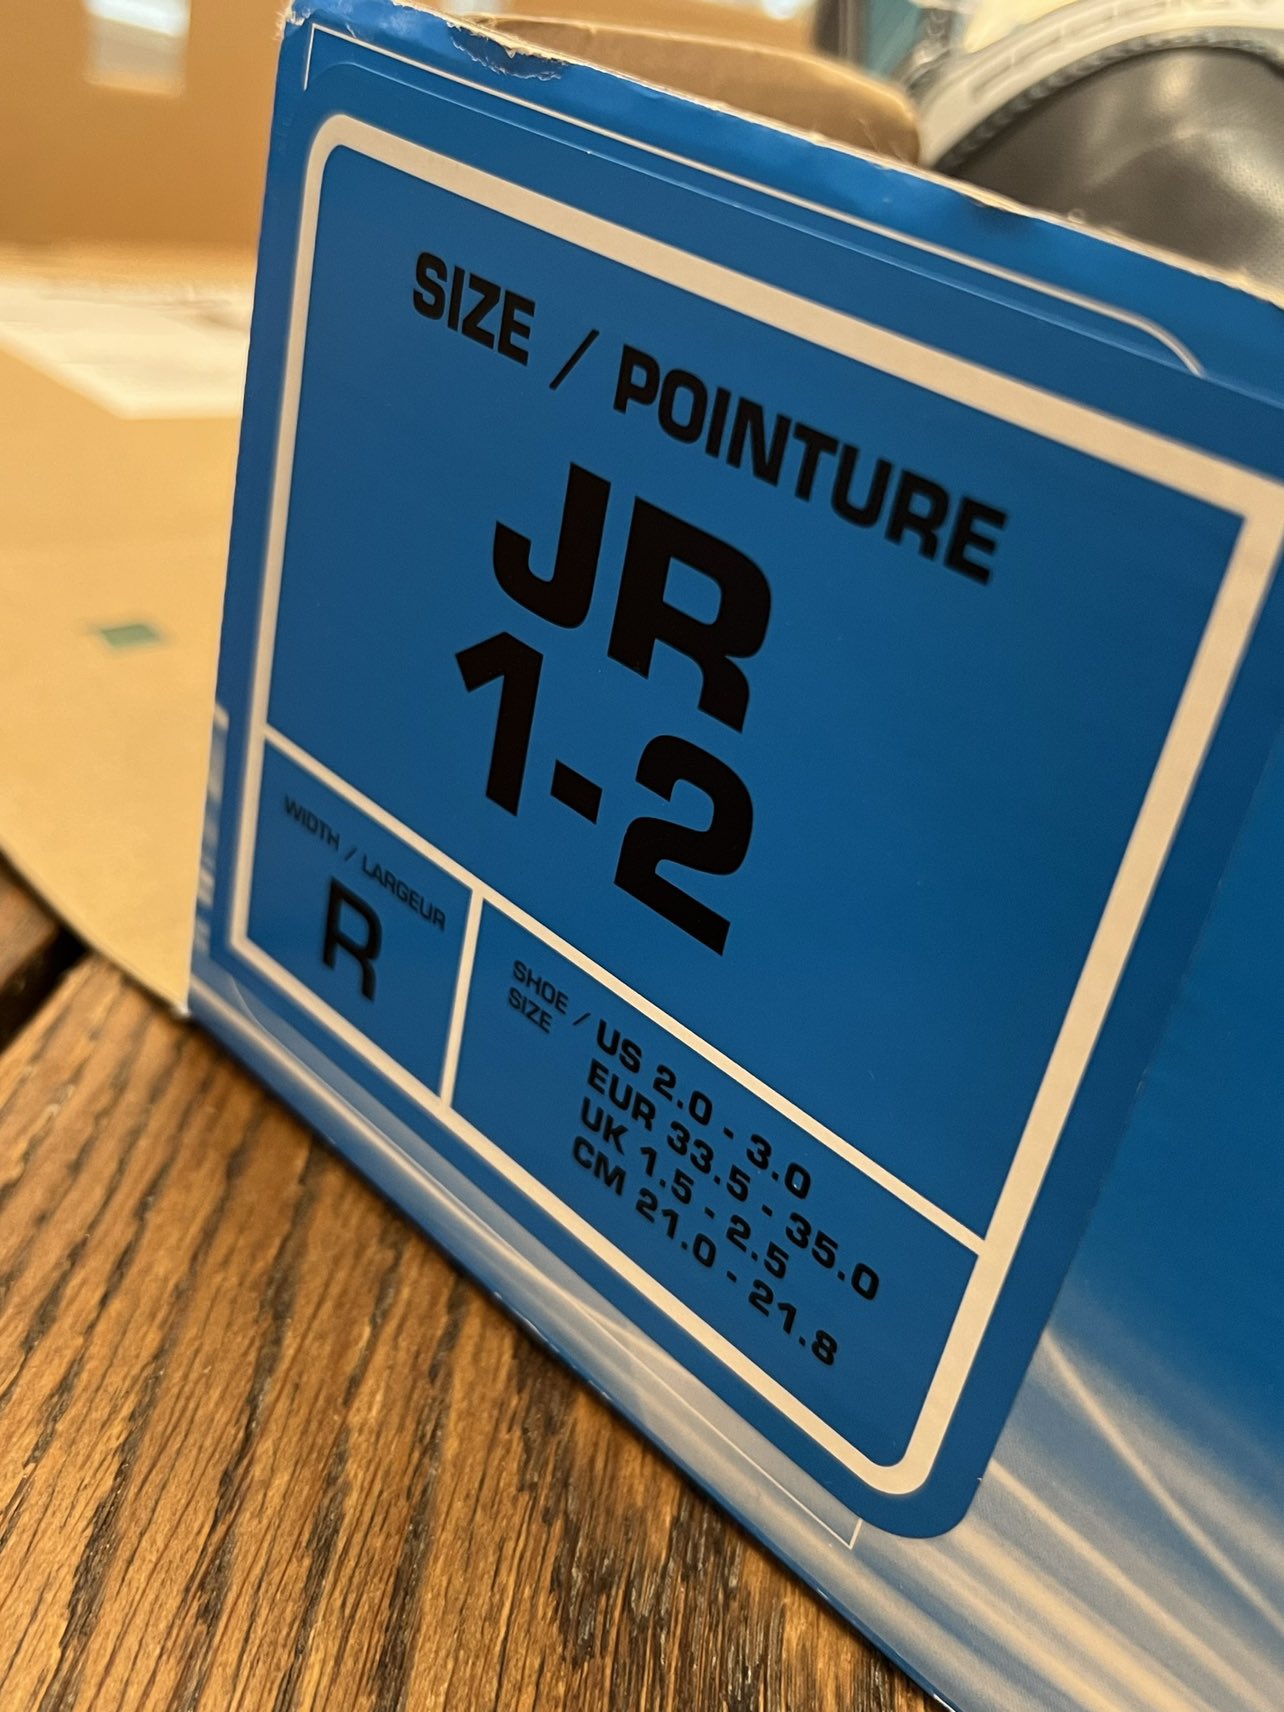 SIZE / POINTURE
JR
1-2
WIDTH / LARGEUR
R
SHOE / US 2.0 - 3.0
SIZE
EUR 33.5 - 35.0
UK 1.5 - 2.5
CM 21.0 - 21.8